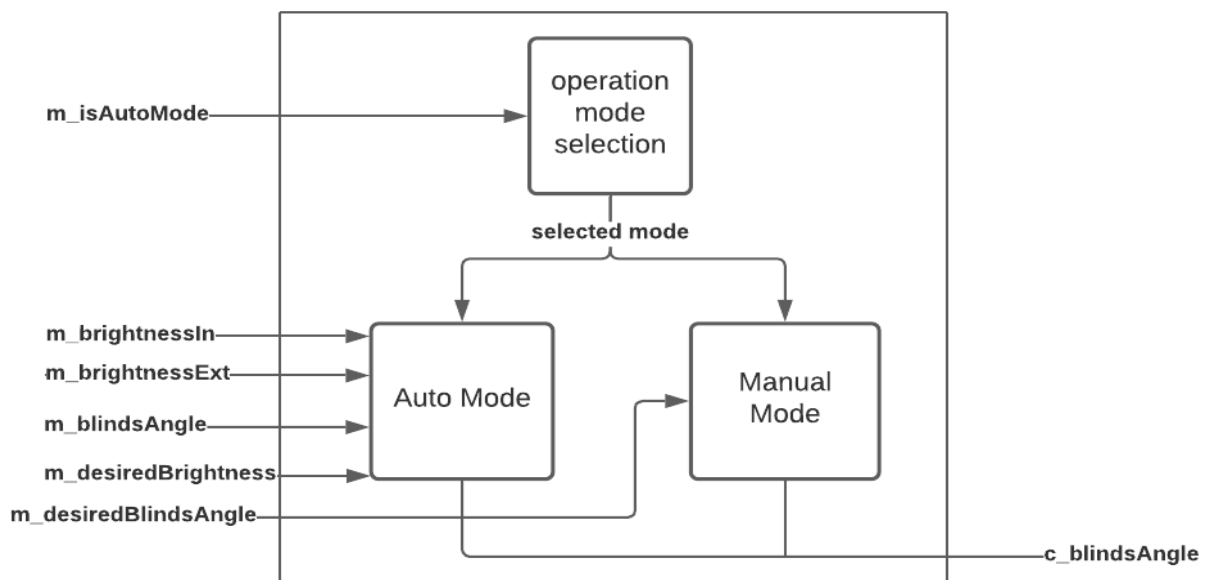 operation
mode
selection
m_isAutoMode
selected mode
m_brightnessIn
m_brightnessExt
m_blindsAngle
m_desiredBrightness
m_desiredBlindsAngle
Auto Mode
Manual
Mode
c_blindsAngle